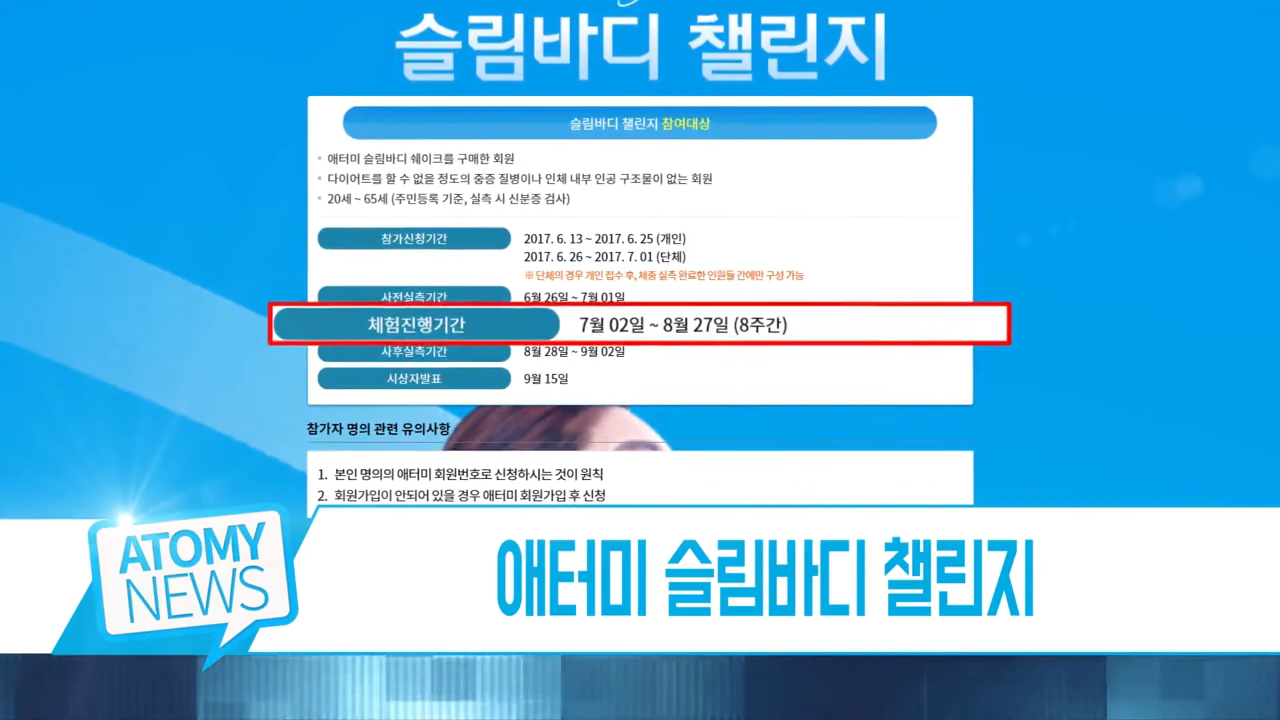 슬림바디 챌린지
슬림바디 챌린지 참여대상
애터미 슬림바디 쉐이크를 구매한 회원
다이어트를 할 수 없을 정도의 중증 질병이나 인체 내부 인공 구조물이 없는 회원
20세 ~ 65세 (주민등록 기준, 실측 시 신분증 검사)
참가신청기간 2017. 6. 13 ~ 2017. 6. 25 (개인)
2017. 6. 26 ~ 2017. 7. 01 (단체)
※ 단체의 경우 개인 접수 후, 체중 실측 완료한 인원들 간에만 구성 가능
사전실측기간 6월 26일 ~ 7월 01일
체험진행기간 7월 02일 ~ 8월 27일 (8주간)
사후실측기간 8월 28일 ~ 9월 02일
시상자발표 9월 15일
참가자 명의 관련 유의사항
1. 본인 명의의 애터미 회원번호로 신청하시는 것이 원칙
2. 회원가입이 안되어 있을 경우 애터미 회원가입 후 신청
ATOMY
NEWS
애터미 슬림바디 챌린지